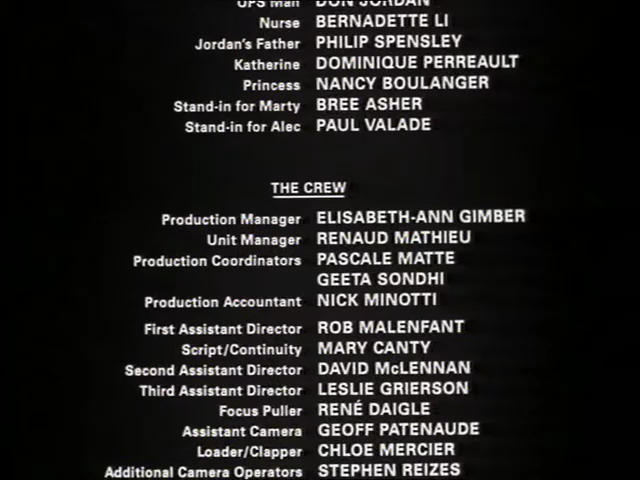 UPS Man DON JORDAN
Nurse BERNADETTE LI
Jordan's Father PHILIP SPENSLEY
Katherine DOMINIQUE PERREAULT
Princess NANCY BOULANGER
Stand-in for Marty BREE ASHER
Stand-in for Alec PAUL VALADE
THE CREW
Production Manager ELISABETH-ANN GIMBER
Unit Manager RENAUD MATHIEU
Production Coordinators PASCALE MATTE
GEETA SONDHI
Production Accountant NICK MINOTTI
First Assistant Director ROB MALENFANT
Script/Continuity MARY CANTY
Second Assistant Director DAVID McLENNAN
Third Assistant Director LESLIE GRIERSON
Focus Puller RENÉ DAIGLE
Assistant Camera GEOFF PATENAUDE
Loader/Clapper CHLOE MERCIER
Additional Camera Operators STEPHEN REIZES